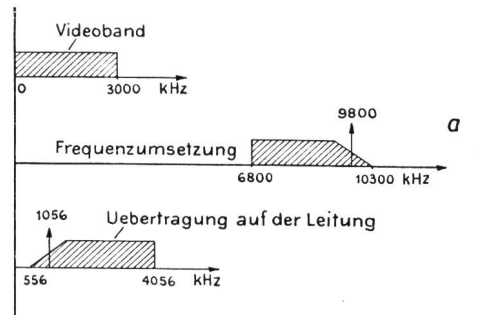 Videoband
0 3000 kHz
9800
a
Frequenzumsetzung
6800 10300 kHz
1056 Uebertragung auf der Leitung
556 4056 kHz